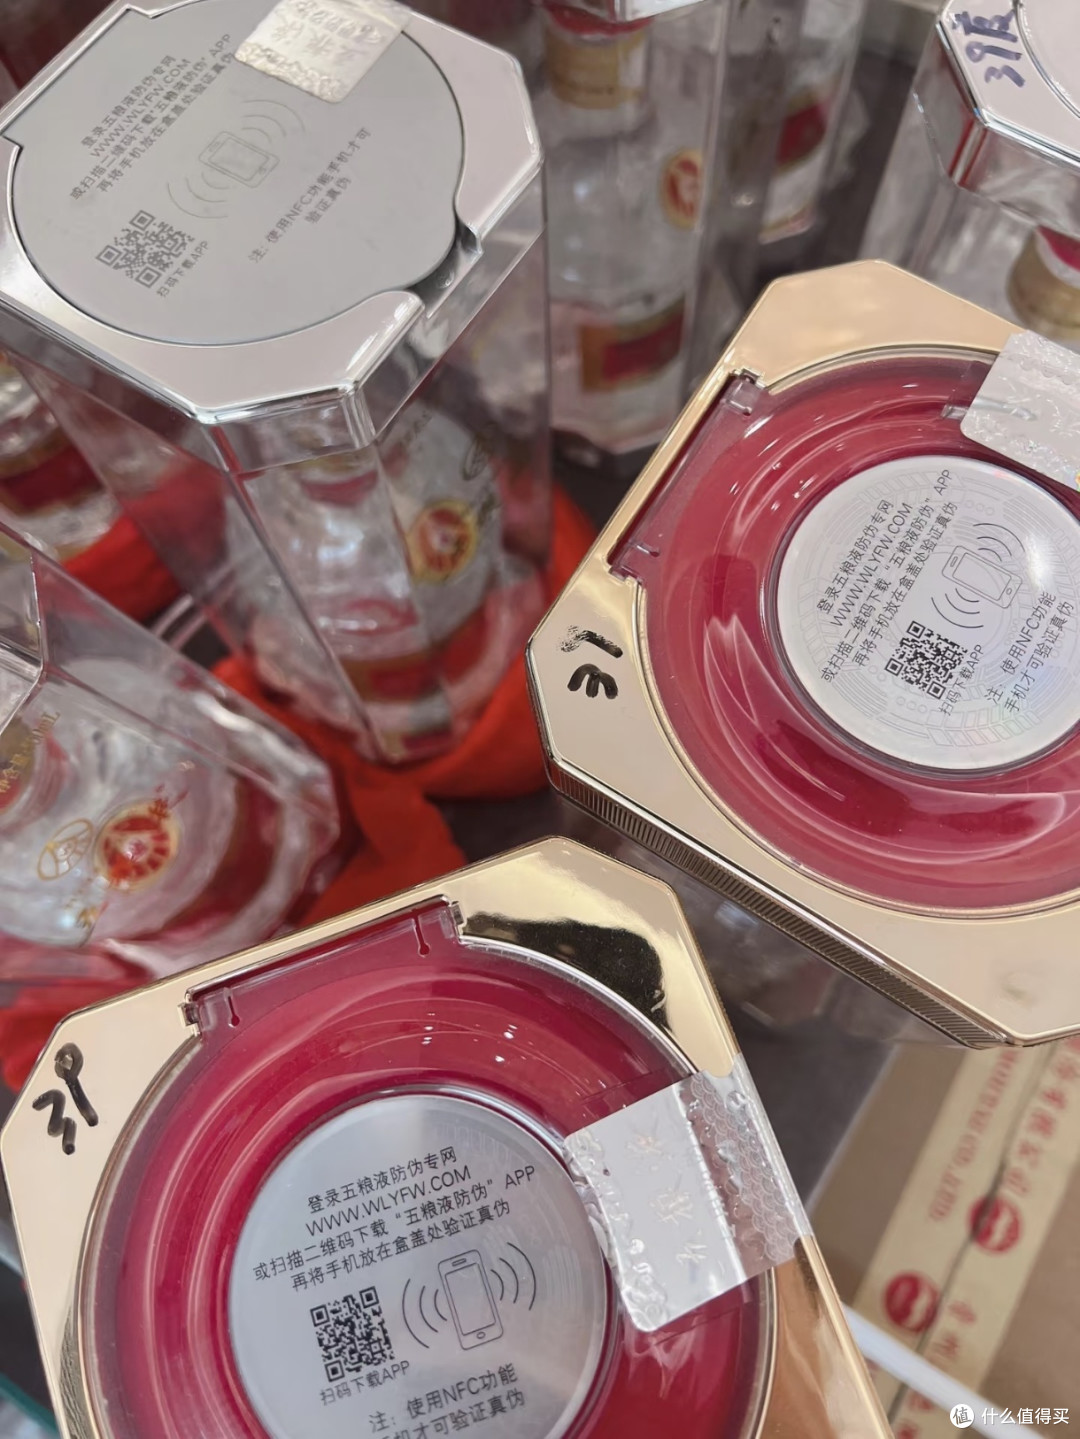 登录五粮液防伪专网
WWW.WLYFW.COM
或扫描二维码下载"五粮液防伪"APP
再将手机放在盒盖处验证真伪
扫码下载APP
注：使用NFC功能手机才可
验证真伪
39度
登录五粮液防伪专网
WWW.WLYFW.COM
或扫描二维码下载“五粮液防伪”APP
再将手机放在盒盖处验证真伪
扫码下载APP
注：使用NFC功能
手机才可验证真伪
39
登录五粮液防伪专网
WWW.WLYFW.COM
或扫描二维码下载“五粮液防伪”APP
再将手机放在盒盖处验证真伪
扫码下载APP
注：使用NFC功能
手机才可验证真伪
值 什么值得买